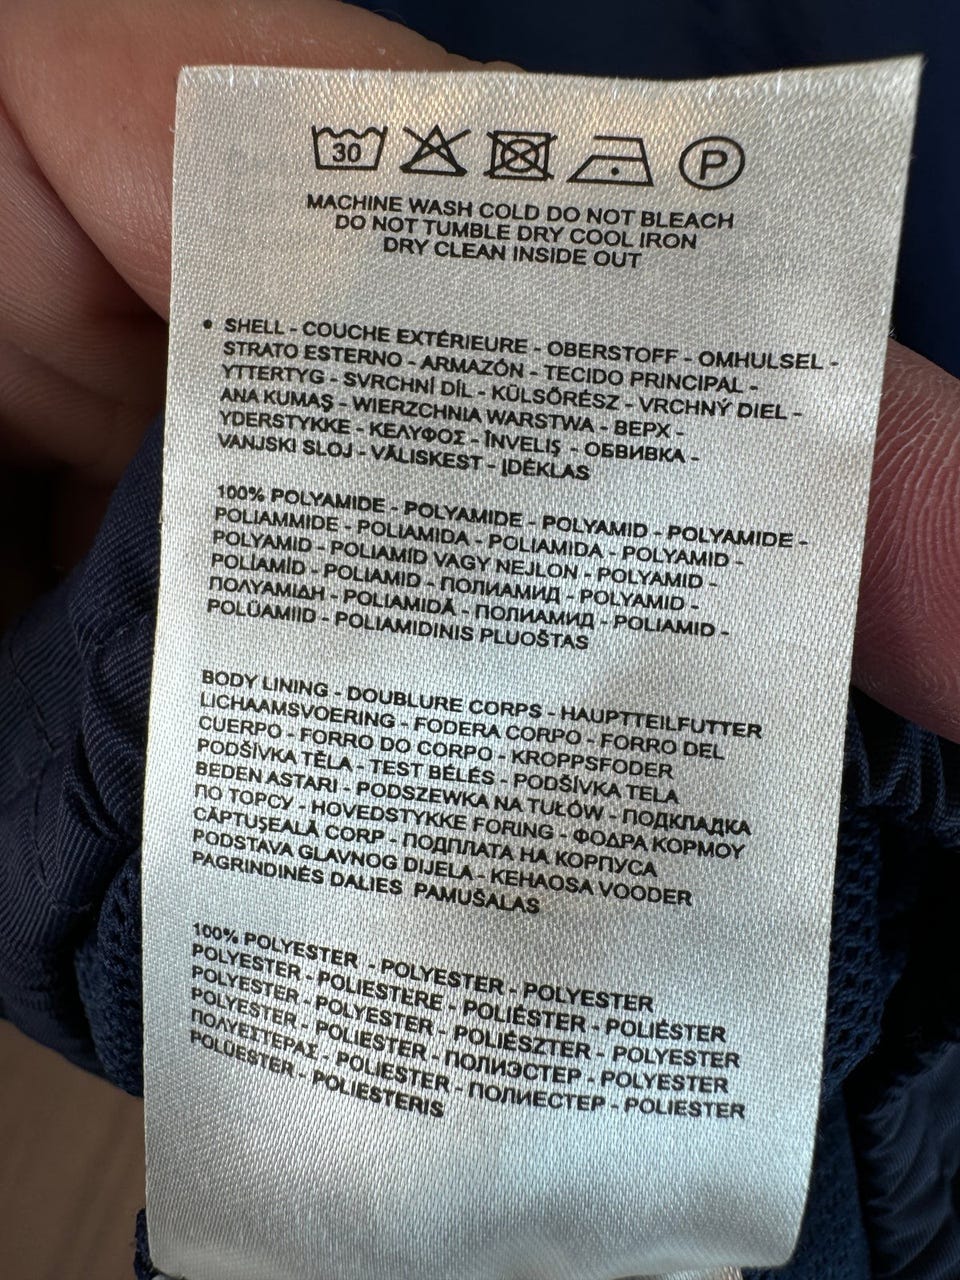 30 P
MACHINE WASH COLD DO NOT BLEACH
DO NOT TUMBLE DRY COOL IRON
DRY CLEAN INSIDE OUT
• SHELL - COUCHE EXTÉRIEURE - OBERSTOFF - OMHULSEL -
STRATO ESTERNO - ARMAZÓN - TECIDO PRINCIPAL -
YTTERTYG - SVRCHNÍ DÍL - KÜLSŐRÉSZ - VRCHNÝ DIEL -
ANA KUMAŞ - WIERZCHNIA WARSTWA - ВЕРХ -
YDERSTYKKE - ΚΕΛΥΦΟΣ - ÎNVELIŞ - ОБВИВКА -
VANJSKI SLOJ - VÄLISKEST - ĮDĖKLAS
100% POLYAMIDE - POLYAMIDE - POLYAMID - POLYAMIDE -
POLIAMMIDE - POLIAMIDA - POLIAMIDA - POLYAMID -
POLYAMID - POLIAMID VAGY NEJLON - POLYAMID -
POLIAMÍD - POLIAMID - ПОЛИАМИД - POLYAMID -
ΠΟΛΥΑΜΙΔΗ - POLIAMIDĂ - ПОЛИАМИД - POLIAMID -
POLÜAMIID - POLIAMIDINIS PLUOŠTAS
BODY LINING - DOUBLURE CORPS - HAUPTTEILFUTTER
LICHAAMSVOERING - FODERA CORPO - FORRO DEL
CUERPO - FORRO DO CORPO - KROPPSFODER
PODŠÍVKA TĚLA - TEST BÉLÉS - PODŠÍVKA TELA
BEDEN ASTARI - PODSZEWKA NA TUŁÓW - ПОДКЛАДКА
ПО ТОРСУ - HOVEDSTYKKE FORING - ΦΟΔΡΑ ΚΟΡΜΟΥ
CĂPTUŞEALĂ CORP - ПОДПЛАТА НА КОРПУСА
PODSTAVA GLAVNOG DIJELA - KEHAOSA VOODER
PAGRINDINĖS DALIES PAMUŠALAS
100% POLYESTER - POLYESTER - POLYESTER
POLYESTER - POLIESTERE - POLIÉSTER - POLIÉSTER
POLYESTER - POLYESTER - POLIÉSZTER - POLYESTER
POLYESTER - POLIESTER - ПОЛИЭСТЕР - POLYESTER
ΠΟΛΥΕΣΤΕΡΑΣ - POLIESTER - ПОЛИЕСТЕР - POLIESTER
POLÜESTER - POLIESTERIS